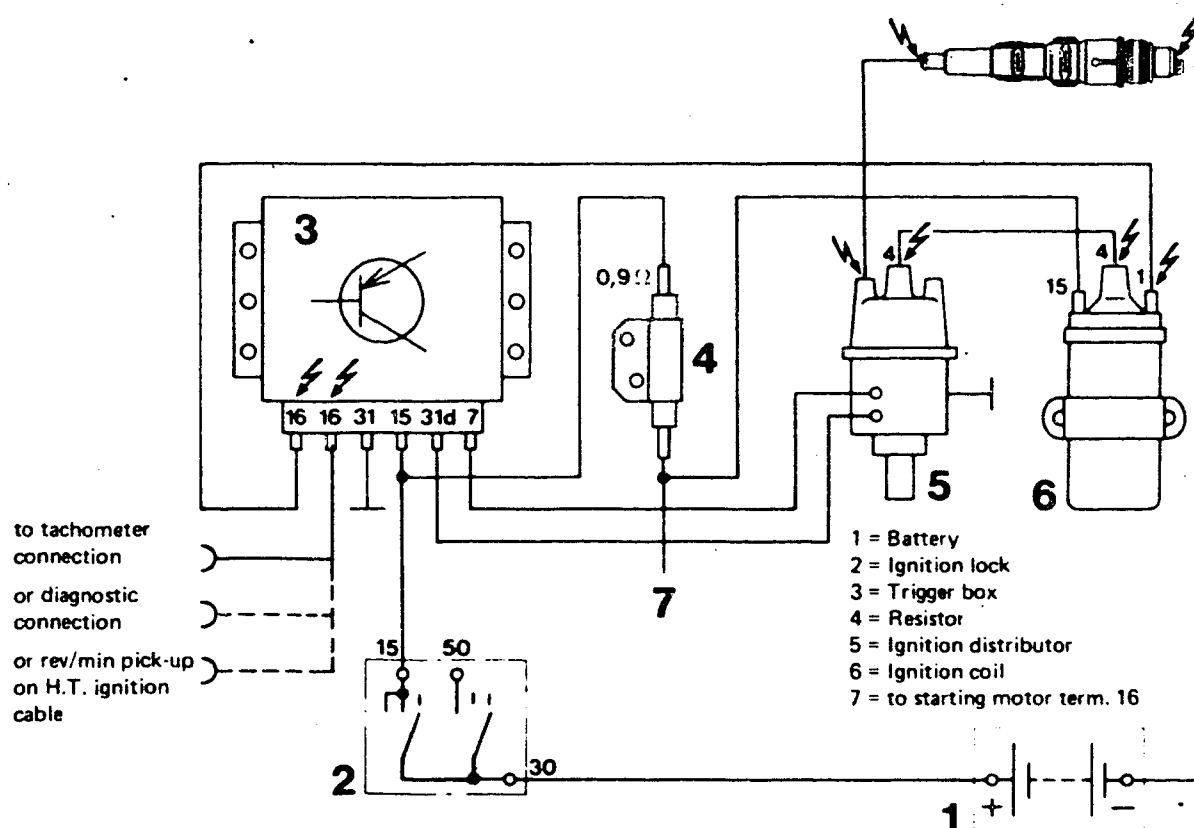 3
0,9Ω
4
4
4
15
1
16 16 31 15 31d 7
5
6
to tachometer
connection
or diagnostic
connection
or rev/min pick-up
on H.T. ignition
cable
7
1 = Battery
2 = Ignition lock
3 = Trigger box
4 = Resistor
5 = Ignition distributor
6 = Ignition coil
7 = to starting motor term. 16
15 50
I I I
30
2
1
+ −